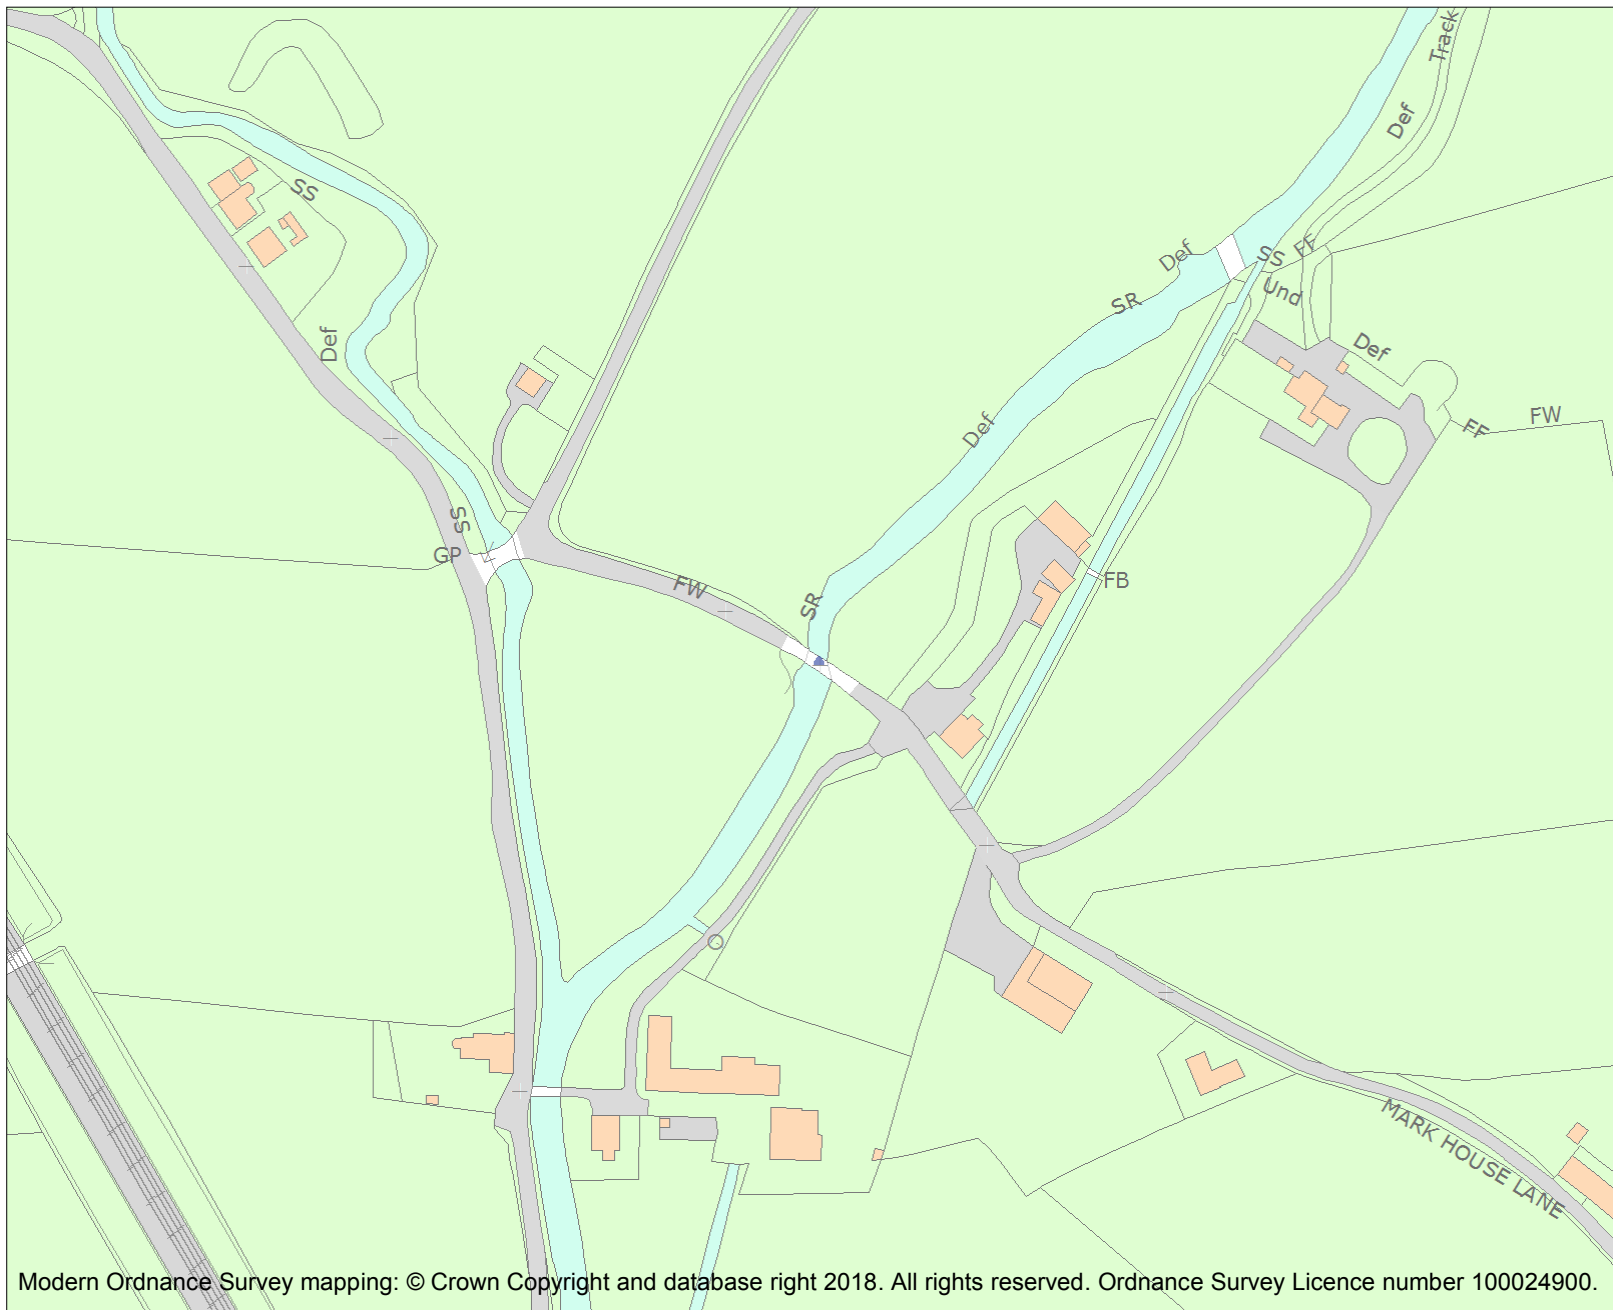 Track
Def
SS
Def
SS
FF
SR
Und
Def
Def
Def
FW
FF
SS
GP
FB
FW
SR
MARK HOUSE LANE
Modern Ordnance Survey mapping: © Crown Copyright and database right 2018. All rights reserved. Ordnance Survey Licence number 100024900.